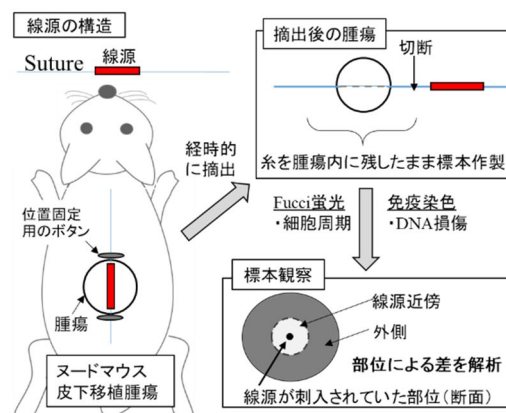 線源の構造
Suture
線源
位置固定
用のボタン
腫瘍
ヌードマウス
皮下移植腫瘍
経時的
に摘出
摘出後の腫瘍
切断
糸を腫瘍内に残したまま標本作製
Fucci蛍光
・細胞周期
免疫染色
・DNA損傷
標本観察
線源近傍
外側
部位による差を解析
線源が刺入されていた部位(断面)